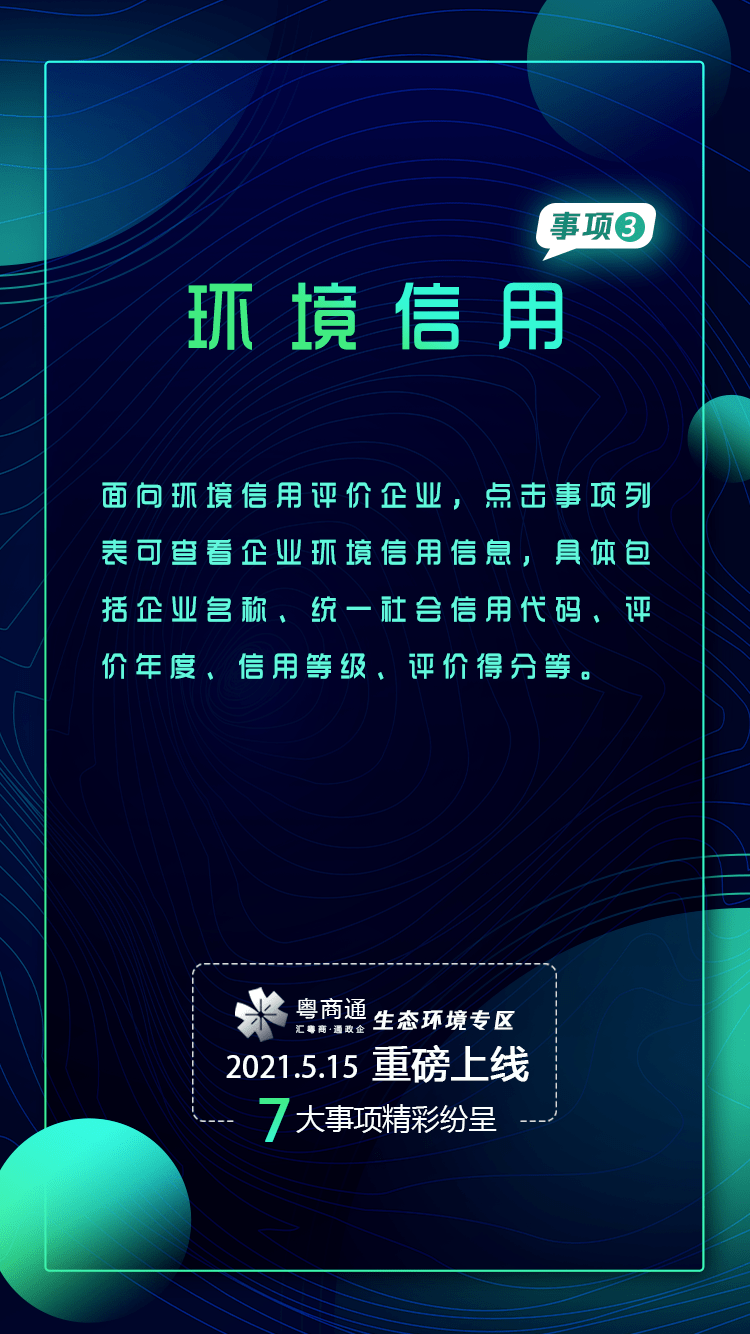 事项3
环境信用
面向环境信用评价企业，点击事项列
表可查看企业环境信用信息，具体包
括企业名称、统一社会信用代码、评
价年度、信用等级、评价得分等。
粤商通
汇粤商·通政企
生态环境专区
2021.5.15 重磅上线
7大事项精彩纷呈